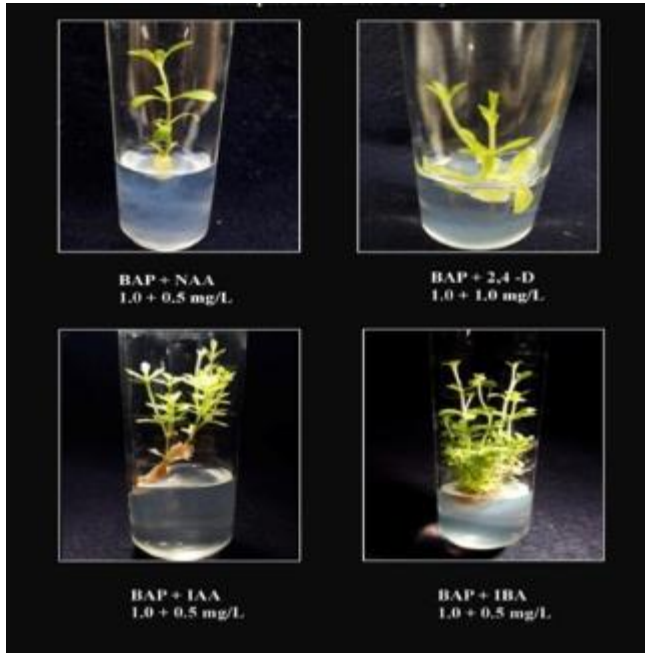 BAP + NAA
1.0 + 0.5 mg/L
BAP + 2,4 -D
1.0 + 1.0 mg/L
BAP + IAA
1.0 + 0.5 mg/L
BAP + IBA
1.0 + 0.5 mg/L